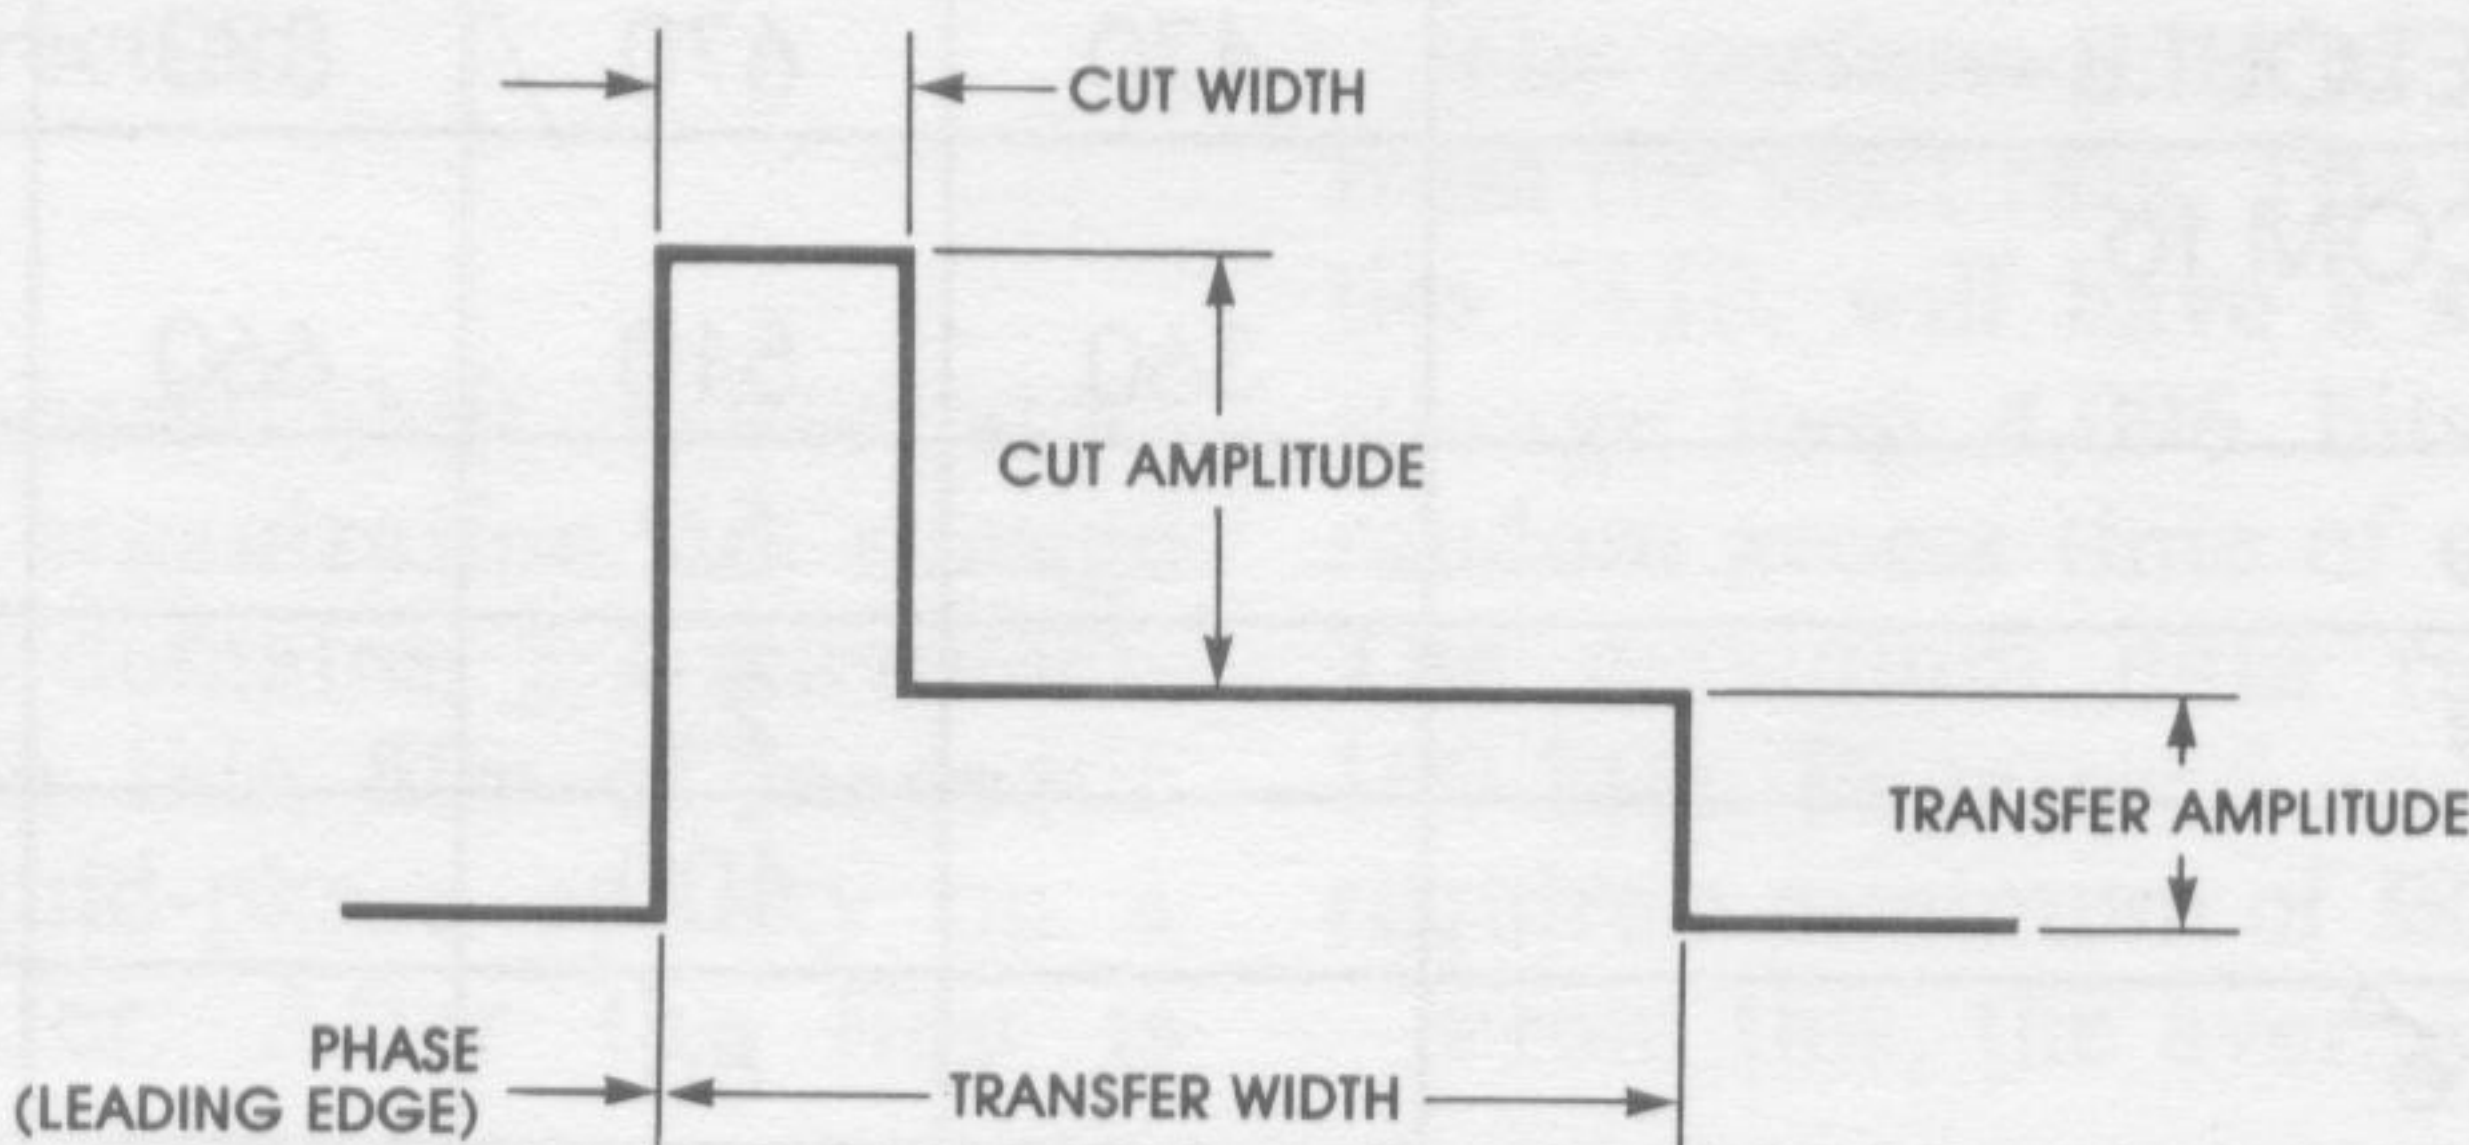 CUT WIDTH
CUT AMPLITUDE
TRANSFER AMPLITUDE
PHASE
(LEADING EDGE)
TRANSFER WIDTH